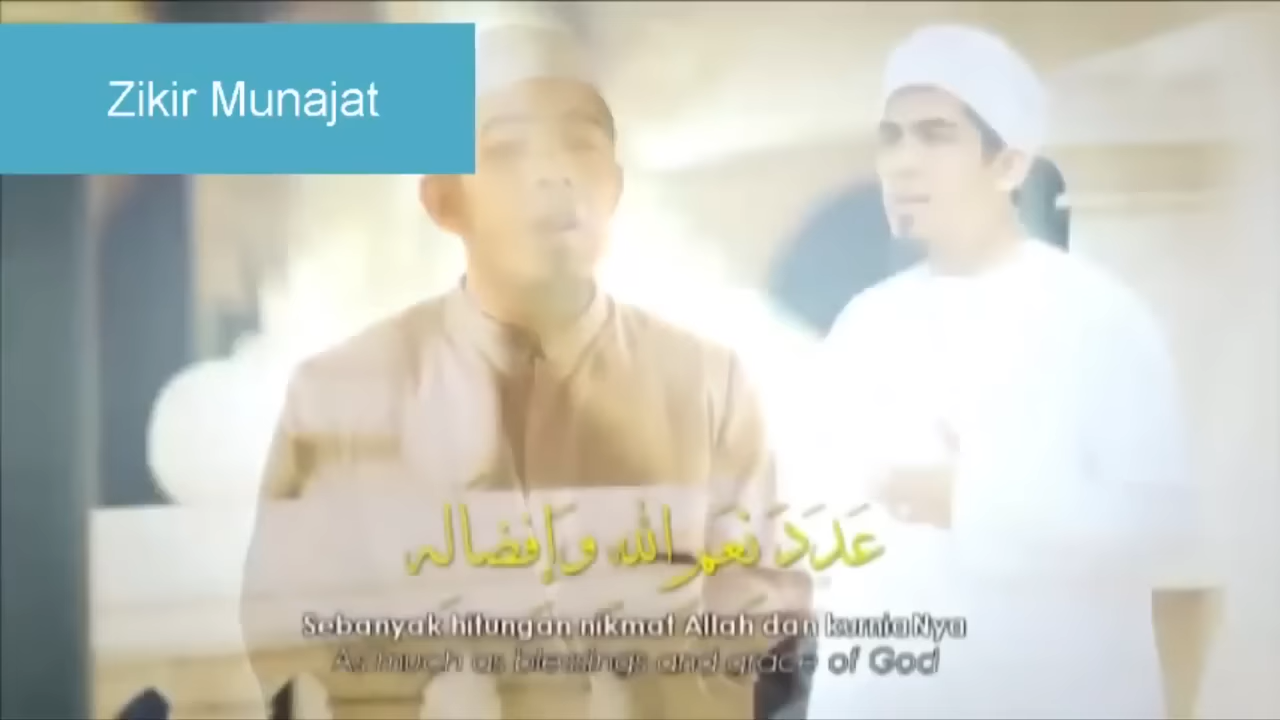 Zikir Munajat
عَدَدَ نِعَمِ اللهِ وَإِفْضَالِهِ
Sebanyak hitungan nikmat Allah dan kurniaNya
As much as blessings and grace of God